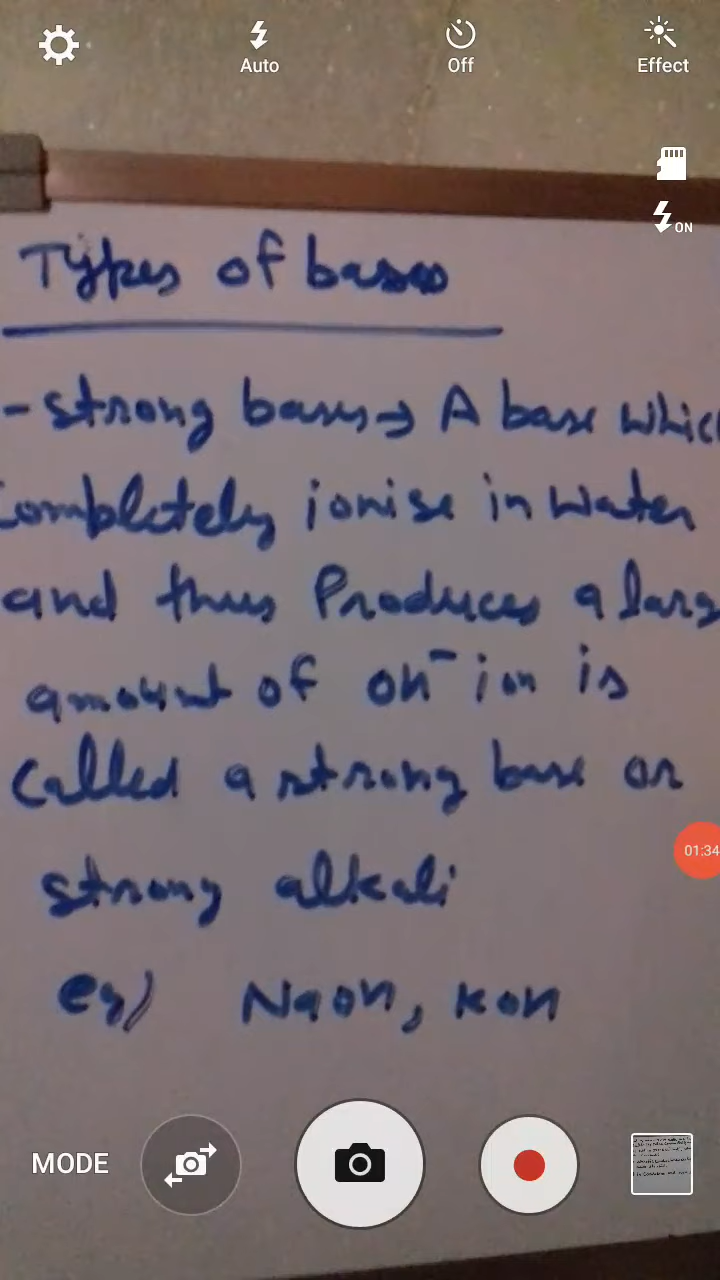 Auto
Off
Effect
ON
Types of bases
- strong bases → A base which
Completely ionise in water
and thus Produces a larg
amount of oh⁻ ion is
Called a strong base or
strong alkali
eg) Naoh, koh
01:34
MODE